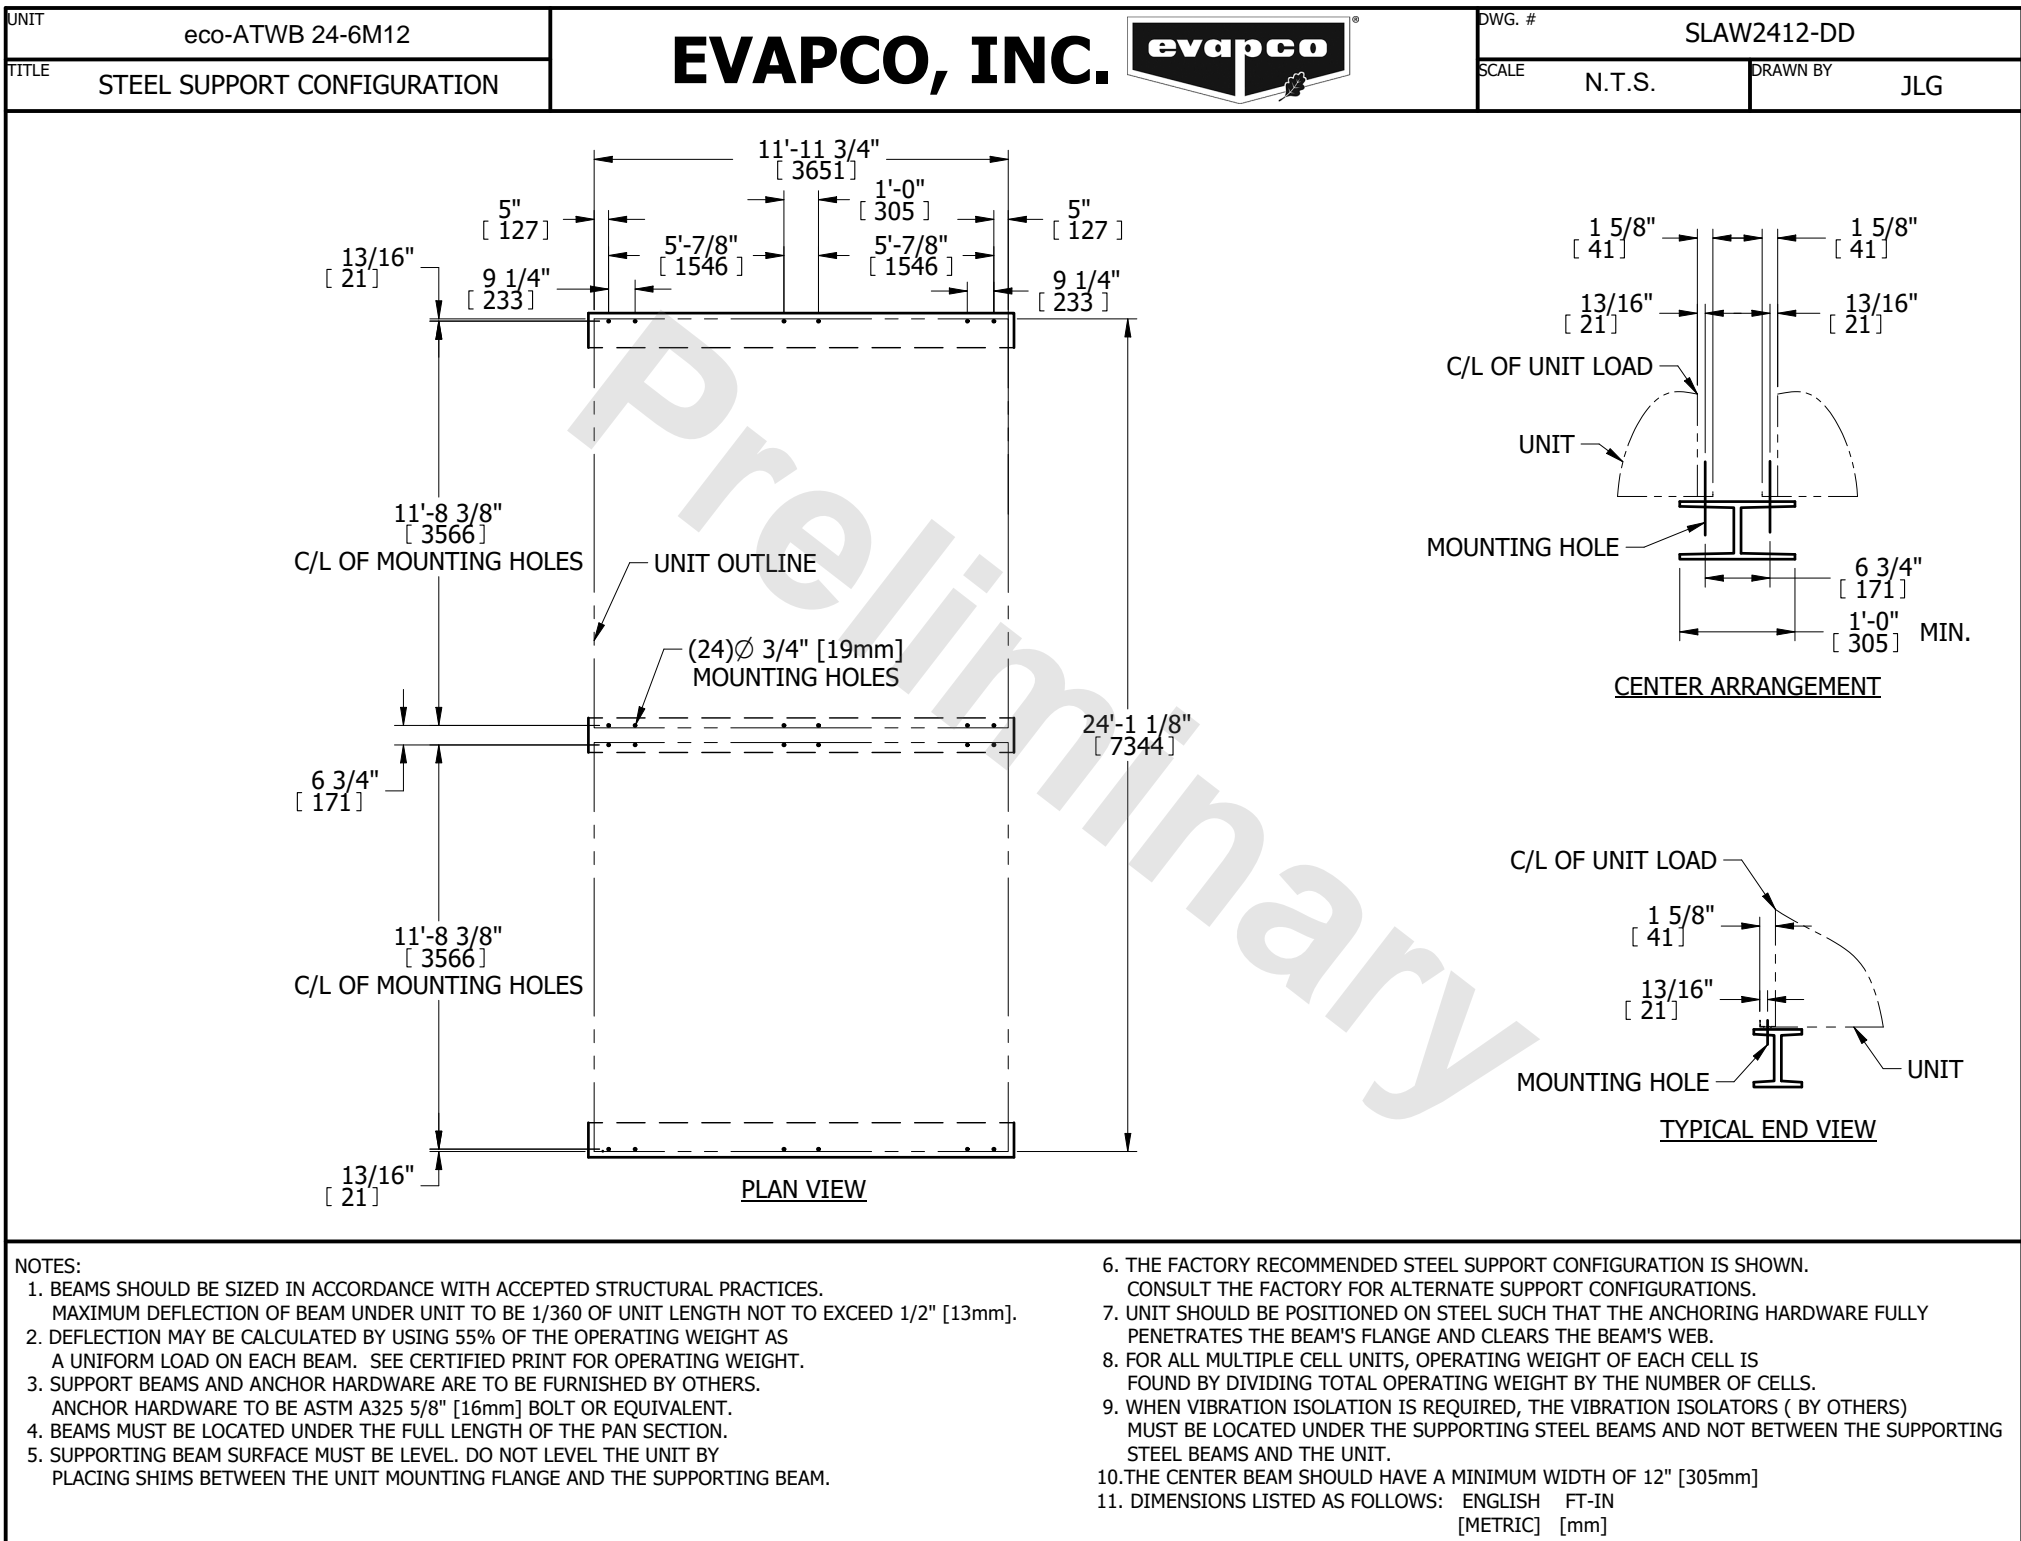 UNIT
eco-ATWB 24-6M12
TITLE
STEEL SUPPORT CONFIGURATION
EVAPCO, INC.
evapco
®
DWG. #
SLAW2412-DD
SCALE
N.T.S.
DRAWN BY
JLG
11'-11 3/4"
[ 3651 ]
1'-0"
[ 305 ]
5"
[ 127 ]
5"
[ 127 ]
5'-7/8"
[ 1546 ]
5'-7/8"
[ 1546 ]
13/16"
[ 21 ]
9 1/4"
[ 233 ]
9 1/4"
[ 233 ]
11'-8 3/8"
[ 3566 ]
C/L OF MOUNTING HOLES
UNIT OUTLINE
(24)∅ 3/4" [19mm]
MOUNTING HOLES
24'-1 1/8"
[ 7344 ]
6 3/4"
[ 171 ]
11'-8 3/8"
[ 3566 ]
C/L OF MOUNTING HOLES
13/16"
[ 21 ]
PLAN VIEW
Preliminary
1 5/8"
[ 41 ]
1 5/8"
[ 41 ]
13/16"
[ 21 ]
13/16"
[ 21 ]
C/L OF UNIT LOAD
UNIT
MOUNTING HOLE
6 3/4"
[ 171 ]
1'-0"
[ 305 ] MIN.
CENTER ARRANGEMENT
C/L OF UNIT LOAD
1 5/8"
[ 41 ]
13/16"
[ 21 ]
MOUNTING HOLE
UNIT
TYPICAL END VIEW
NOTES:
1. BEAMS SHOULD BE SIZED IN ACCORDANCE WITH ACCEPTED STRUCTURAL PRACTICES.
MAXIMUM DEFLECTION OF BEAM UNDER UNIT TO BE 1/360 OF UNIT LENGTH NOT TO EXCEED 1/2" [13mm].
2. DEFLECTION MAY BE CALCULATED BY USING 55% OF THE OPERATING WEIGHT AS
A UNIFORM LOAD ON EACH BEAM. SEE CERTIFIED PRINT FOR OPERATING WEIGHT.
3. SUPPORT BEAMS AND ANCHOR HARDWARE ARE TO BE FURNISHED BY OTHERS.
ANCHOR HARDWARE TO BE ASTM A325 5/8" [16mm] BOLT OR EQUIVALENT.
4. BEAMS MUST BE LOCATED UNDER THE FULL LENGTH OF THE PAN SECTION.
5. SUPPORTING BEAM SURFACE MUST BE LEVEL. DO NOT LEVEL THE UNIT BY
PLACING SHIMS BETWEEN THE UNIT MOUNTING FLANGE AND THE SUPPORTING BEAM.
6. THE FACTORY RECOMMENDED STEEL SUPPORT CONFIGURATION IS SHOWN.
CONSULT THE FACTORY FOR ALTERNATE SUPPORT CONFIGURATIONS.
7. UNIT SHOULD BE POSITIONED ON STEEL SUCH THAT THE ANCHORING HARDWARE FULLY
PENETRATES THE BEAM'S FLANGE AND CLEARS THE BEAM'S WEB.
8. FOR ALL MULTIPLE CELL UNITS, OPERATING WEIGHT OF EACH CELL IS
FOUND BY DIVIDING TOTAL OPERATING WEIGHT BY THE NUMBER OF CELLS.
9. WHEN VIBRATION ISOLATION IS REQUIRED, THE VIBRATION ISOLATORS ( BY OTHERS)
MUST BE LOCATED UNDER THE SUPPORTING STEEL BEAMS AND NOT BETWEEN THE SUPPORTING
STEEL BEAMS AND THE UNIT.
10.THE CENTER BEAM SHOULD HAVE A MINIMUM WIDTH OF 12" [305mm]
11. DIMENSIONS LISTED AS FOLLOWS: ENGLISH FT-IN
[METRIC] [mm]